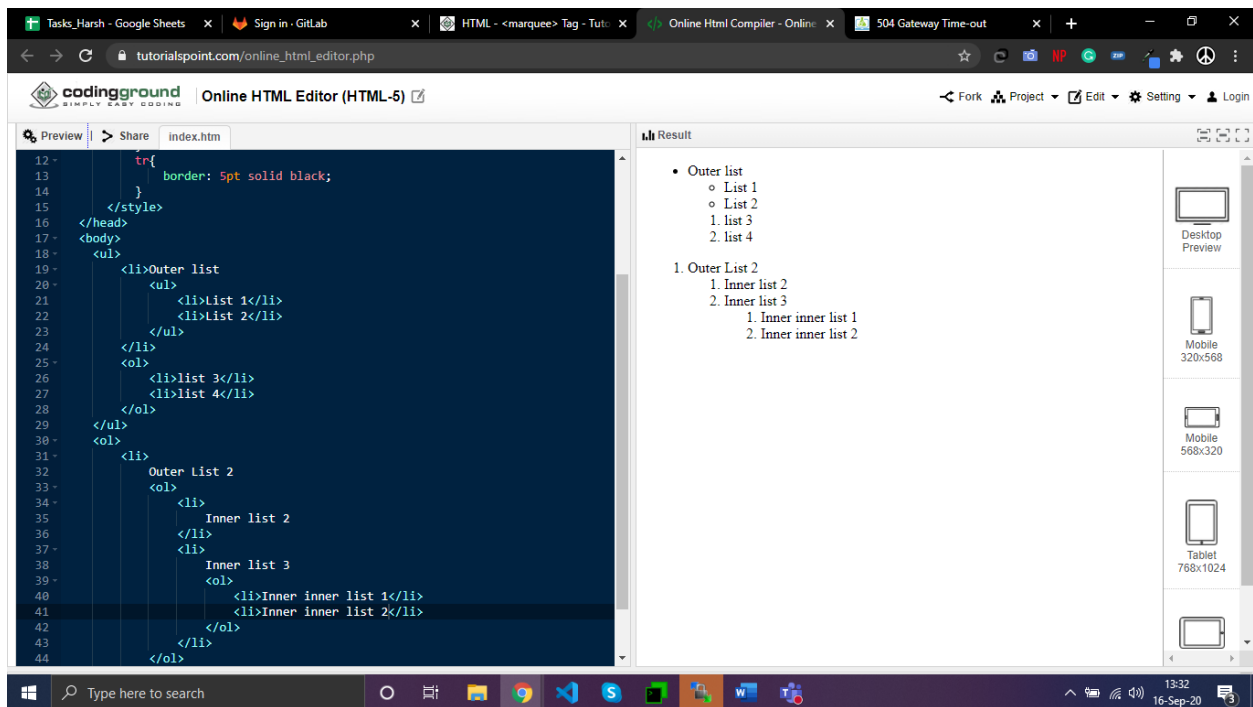 Tasks_Harsh - Google Sheets
Sign in · GitLab
HTML - <marquee> Tag - Tuto
Online Html Compiler - Online
504 Gateway Time-out
tutorialspoint.com/online_html_editor.php
codingground
SIMPLY EASY CODING
Online HTML Editor (HTML-5)
Fork Project Edit Setting Login
Preview | Share index.htm
Result
12 tr{
13 border: 5pt solid black;
14 }
15 </style>
16 </head>
17 <body>
18 <ul>
19 <li>Outer list
20 <ul>
21 <li>List 1</li>
22 <li>List 2</li>
23 </ul>
24 </li>
25 <ol>
26 <li>list 3</li>
27 <li>list 4</li>
28 </ol>
29 </ul>
30 <ol>
31 <li>
32 Outer List 2
33 <ol>
34 <li>
35 Inner list 2
36 </li>
37 <li>
38 Inner list 3
39 <ol>
40 <li>Inner inner list 1</li>
41 <li>Inner inner list 2</li>
42 </ol>
43 </li>
44 </ol>
• Outer list
◦ List 1
◦ List 2
1. list 3
2. list 4
1. Outer List 2
1. Inner list 2
2. Inner list 3
1. Inner inner list 1
2. Inner inner list 2
Desktop
Preview
Mobile
320x568
Mobile
568x320
Tablet
768x1024
Type here to search
13:32
16-Sep-20